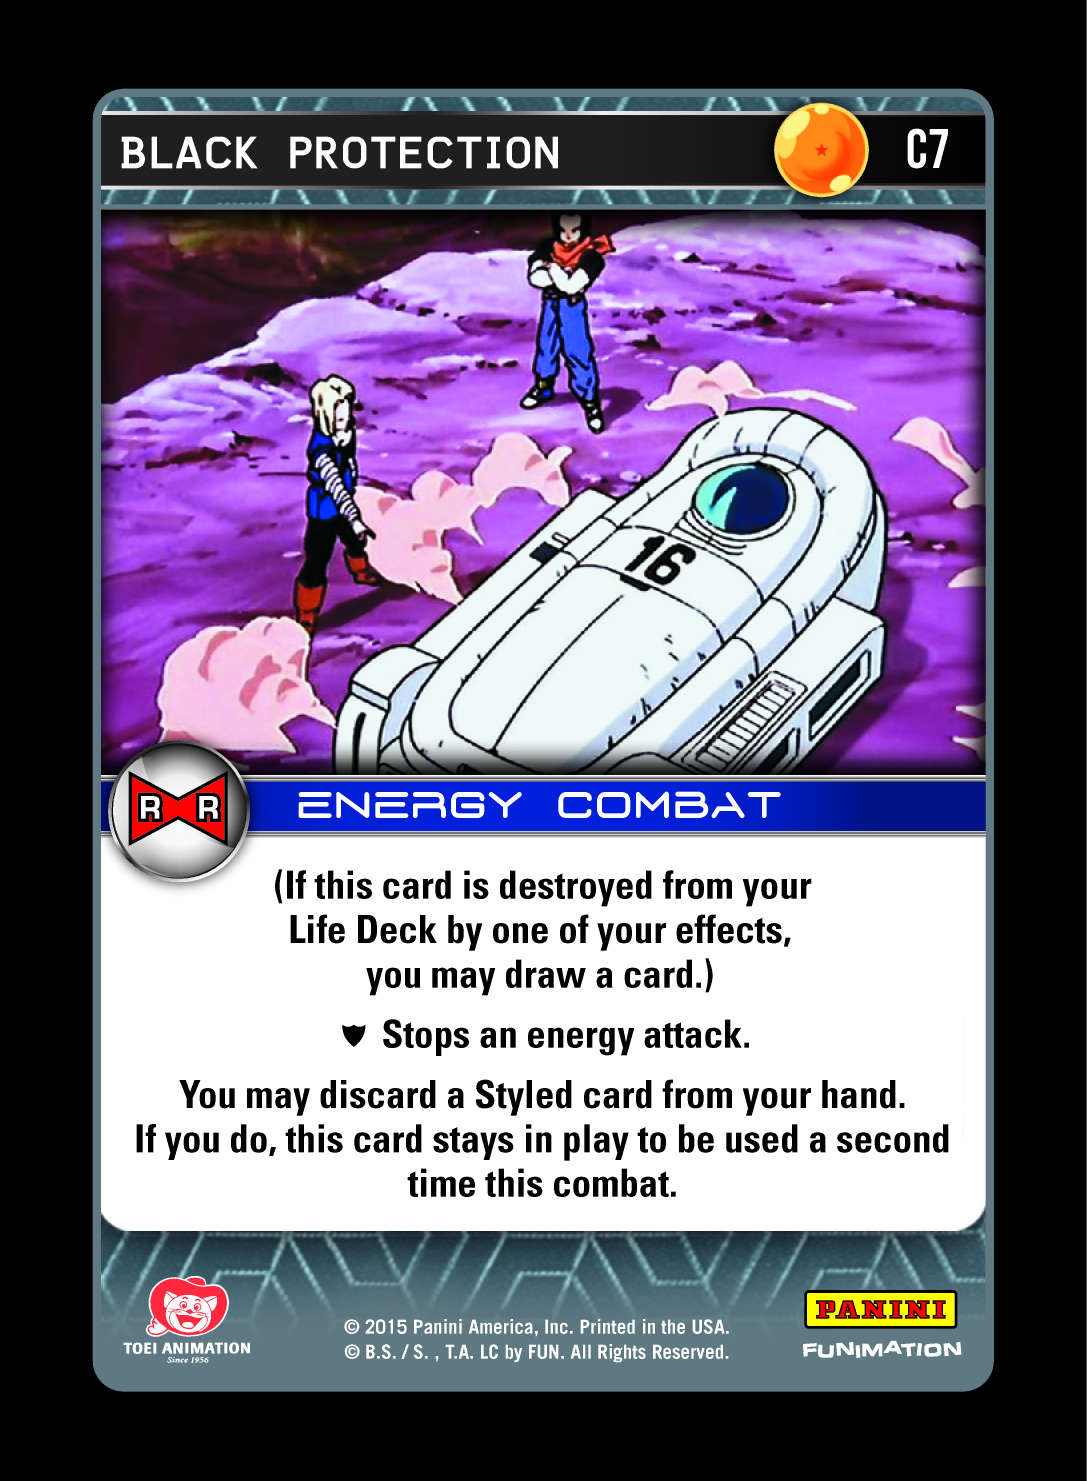 BLACK PROTECTION
C7
16
R R
ENERGY COMBAT
(If this card is destroyed from your
Life Deck by one of your effects,
you may draw a card.)
Stops an energy attack.
You may discard a Styled card from your hand.
If you do, this card stays in play to be used a second
time this combat.
TOEI ANIMATION
Since 1956
© 2015 Panini America, Inc. Printed in the USA.
© B.S. / S. , T.A. LC by FUN. All Rights Reserved.
PANINI
FUNIMATION